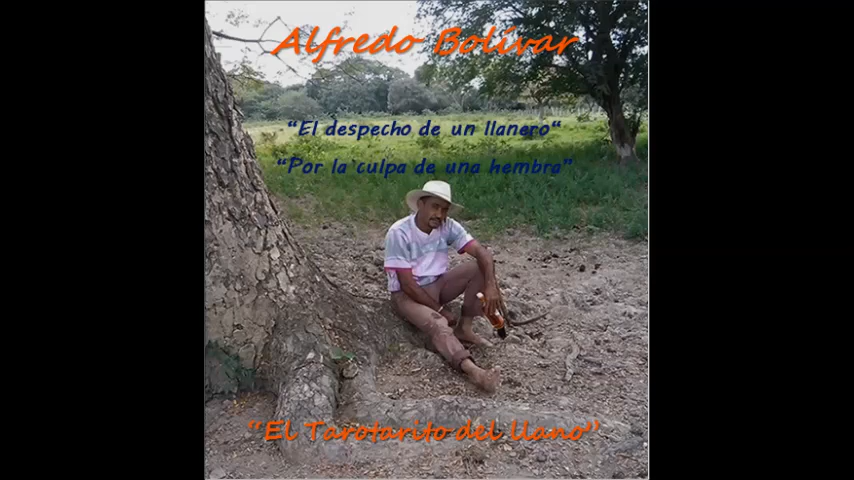 Alfredo Bolívar
“El despecho de un llanero“
“Por la culpa de una hembra”
“El Tarotarito del llano”